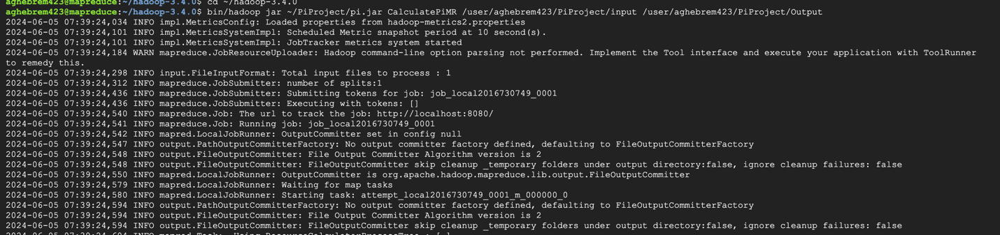 aghebrem423@mapreduce:~/hadoop-3.4.0$ cd ~/hadoop-3.4.0
aghebrem423@mapreduce:~/hadoop-3.4.0$ bin/hadoop jar ~/PiProject/pi.jar CalculatePiMR /user/aghebrem423/PiProject/input /user/aghebrem423/PiProject/Output
2024-06-05 07:39:24,034 INFO impl.MetricsConfig: Loaded properties from hadoop-metrics2.properties
2024-06-05 07:39:24,101 INFO impl.MetricsSystemImpl: Scheduled Metric snapshot period at 10 second(s).
2024-06-05 07:39:24,101 INFO impl.MetricsSystemImpl: JobTracker metrics system started
2024-06-05 07:39:24,184 WARN mapreduce.JobResourceUploader: Hadoop command-line option parsing not performed. Implement the Tool interface and execute your application with ToolRunner
to remedy this.
2024-06-05 07:39:24,298 INFO input.FileInputFormat: Total input files to process : 1
2024-06-05 07:39:24,312 INFO mapreduce.JobSubmitter: number of splits:1
2024-06-05 07:39:24,436 INFO mapreduce.JobSubmitter: Submitting tokens for job: job_local2016730749_0001
2024-06-05 07:39:24,436 INFO mapreduce.JobSubmitter: Executing with tokens: []
2024-06-05 07:39:24,540 INFO mapreduce.Job: The url to track the job: http://localhost:8080/
2024-06-05 07:39:24,541 INFO mapreduce.Job: Running job: job_local2016730749_0001
2024-06-05 07:39:24,542 INFO mapred.LocalJobRunner: OutputCommitter set in config null
2024-06-05 07:39:24,547 INFO output.PathOutputCommitterFactory: No output committer factory defined, defaulting to FileOutputCommitterFactory
2024-06-05 07:39:24,548 INFO output.FileOutputCommitter: File Output Committer Algorithm version is 2
2024-06-05 07:39:24,548 INFO output.FileOutputCommitter: FileOutputCommitter skip cleanup _temporary folders under output directory:false, ignore cleanup failures: false
2024-06-05 07:39:24,550 INFO mapred.LocalJobRunner: OutputCommitter is org.apache.hadoop.mapreduce.lib.output.FileOutputCommitter
2024-06-05 07:39:24,579 INFO mapred.LocalJobRunner: Waiting for map tasks
2024-06-05 07:39:24,580 INFO mapred.LocalJobRunner: Starting task: attempt_local2016730749_0001_m_000000_0
2024-06-05 07:39:24,594 INFO output.PathOutputCommitterFactory: No output committer factory defined, defaulting to FileOutputCommitterFactory
2024-06-05 07:39:24,594 INFO output.FileOutputCommitter: File Output Committer Algorithm version is 2
2024-06-05 07:39:24,594 INFO output.FileOutputCommitter: FileOutputCommitter skip cleanup _temporary folders under output directory:false, ignore cleanup failures: false
2024-06-05 07:39:24,604 INFO mapred.Task: Using ResourceCalculatorProcessTree : [ ]